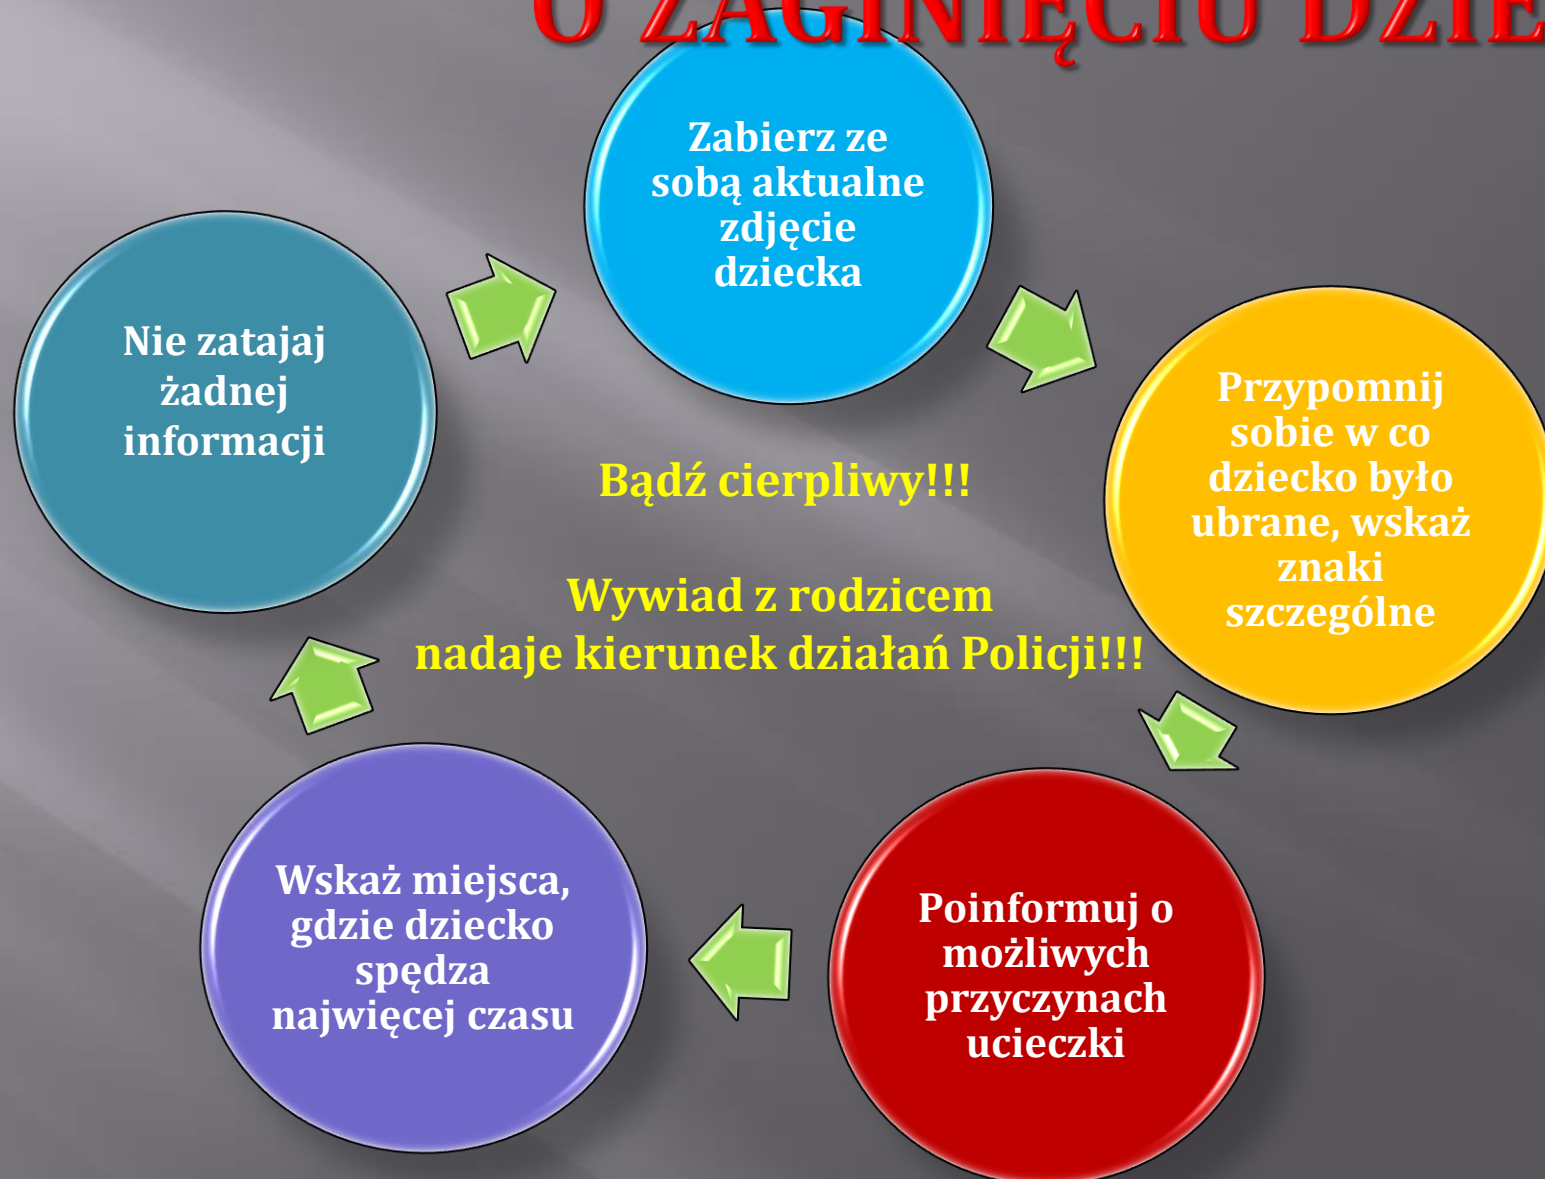 O ZAGINIĘCIU
Zabierz ze
sobą aktualne
zdjęcie
dziecka
Przypomnij
sobie w co
dziecko było
ubrane, wskaż
znaki
szczególne
Poinformuj o
możliwych
przyczynach
ucieczki
Wskaż miejsca,
gdzie dziecko
spędza
najwięcej czasu
Nie zatajaj
żadnej
informacji
Bądź cierpliwy!!!
Wywiad z rodzicem
nadaje kierunek działań Policji!!!